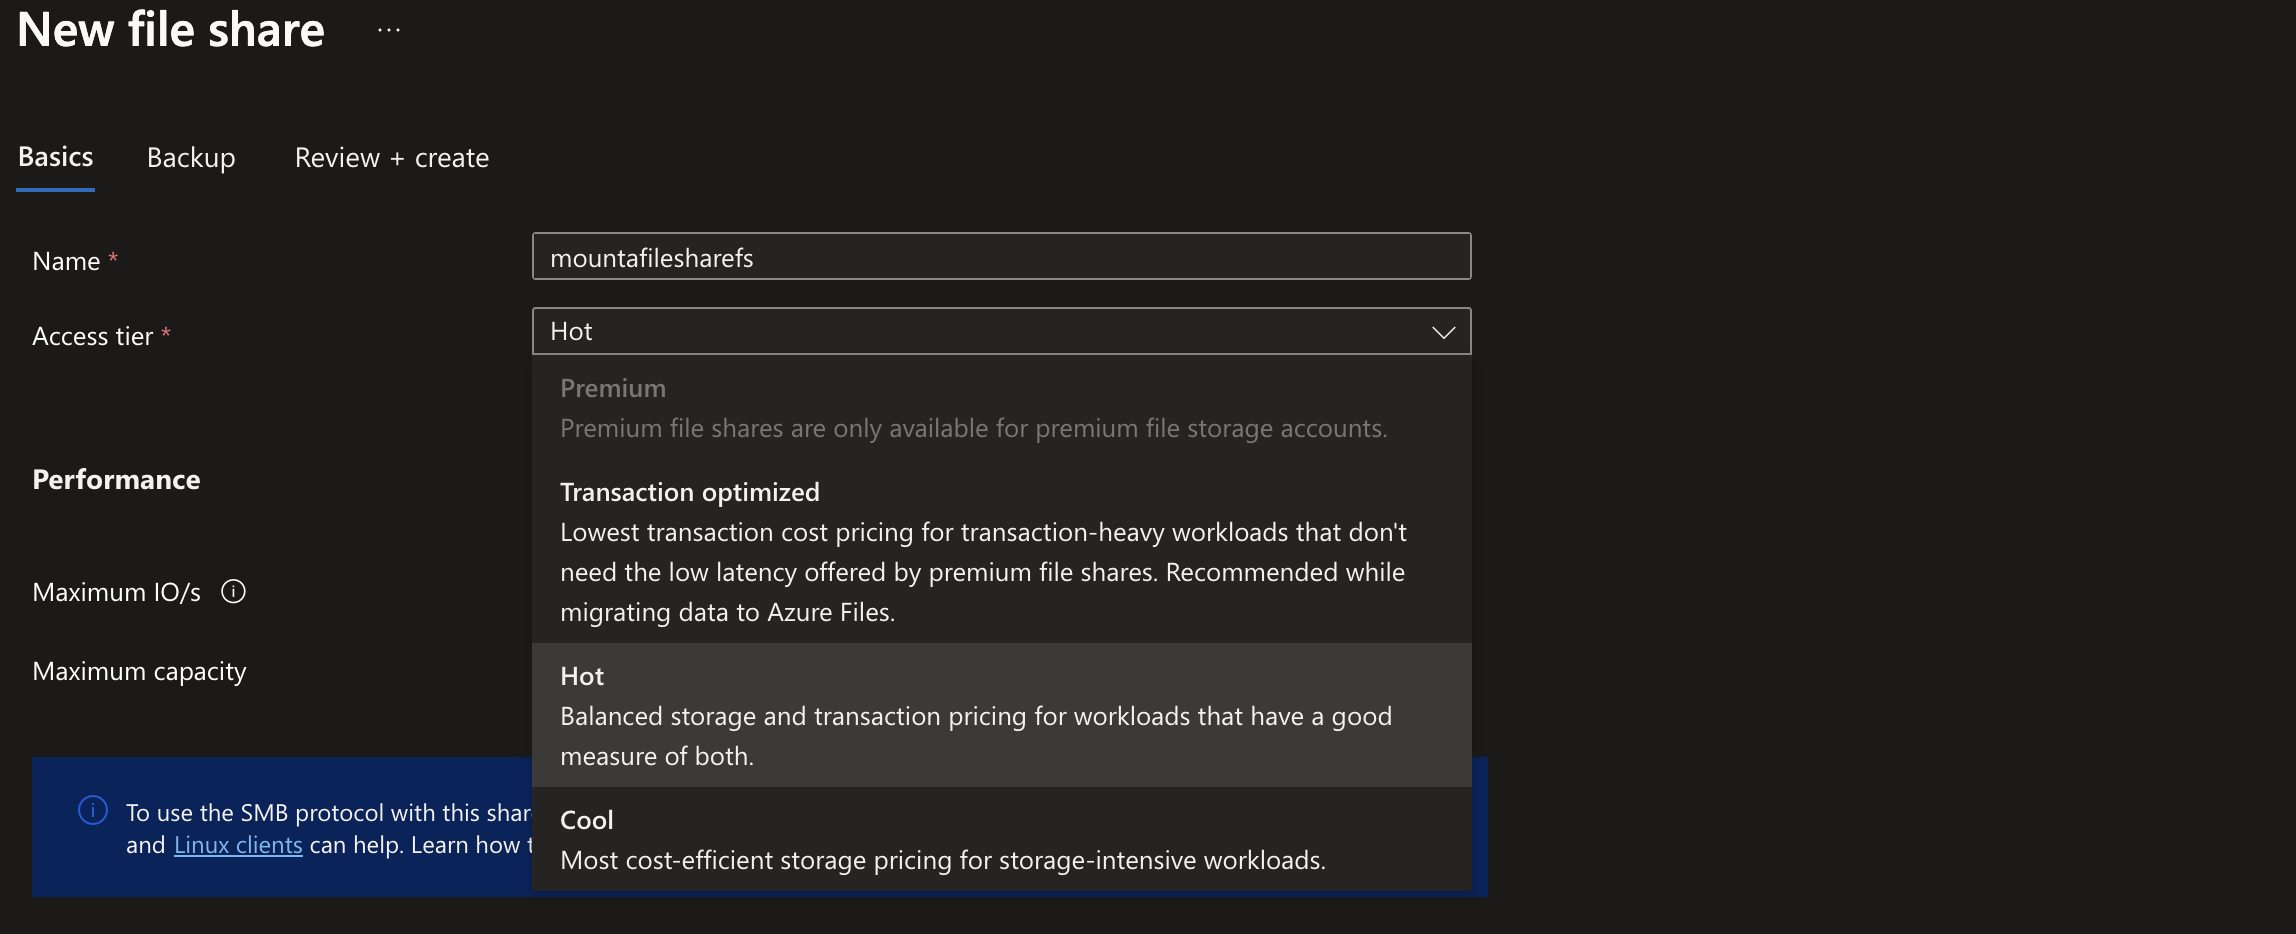 New file share ...
Basics Backup Review + create
Name *
mountafilesharefs
Access tier *
Hot
Premium
Premium file shares are only available for premium file storage accounts.
Transaction optimized
Lowest transaction cost pricing for transaction-heavy workloads that don't
need the low latency offered by premium file shares. Recommended while
migrating data to Azure Files.
Hot
Balanced storage and transaction pricing for workloads that have a good
measure of both.
Cool
Most cost-efficient storage pricing for storage-intensive workloads.
Performance
Maximum IO/s
Maximum capacity
To use the SMB protocol with this
and Linux clients can help. Learn how